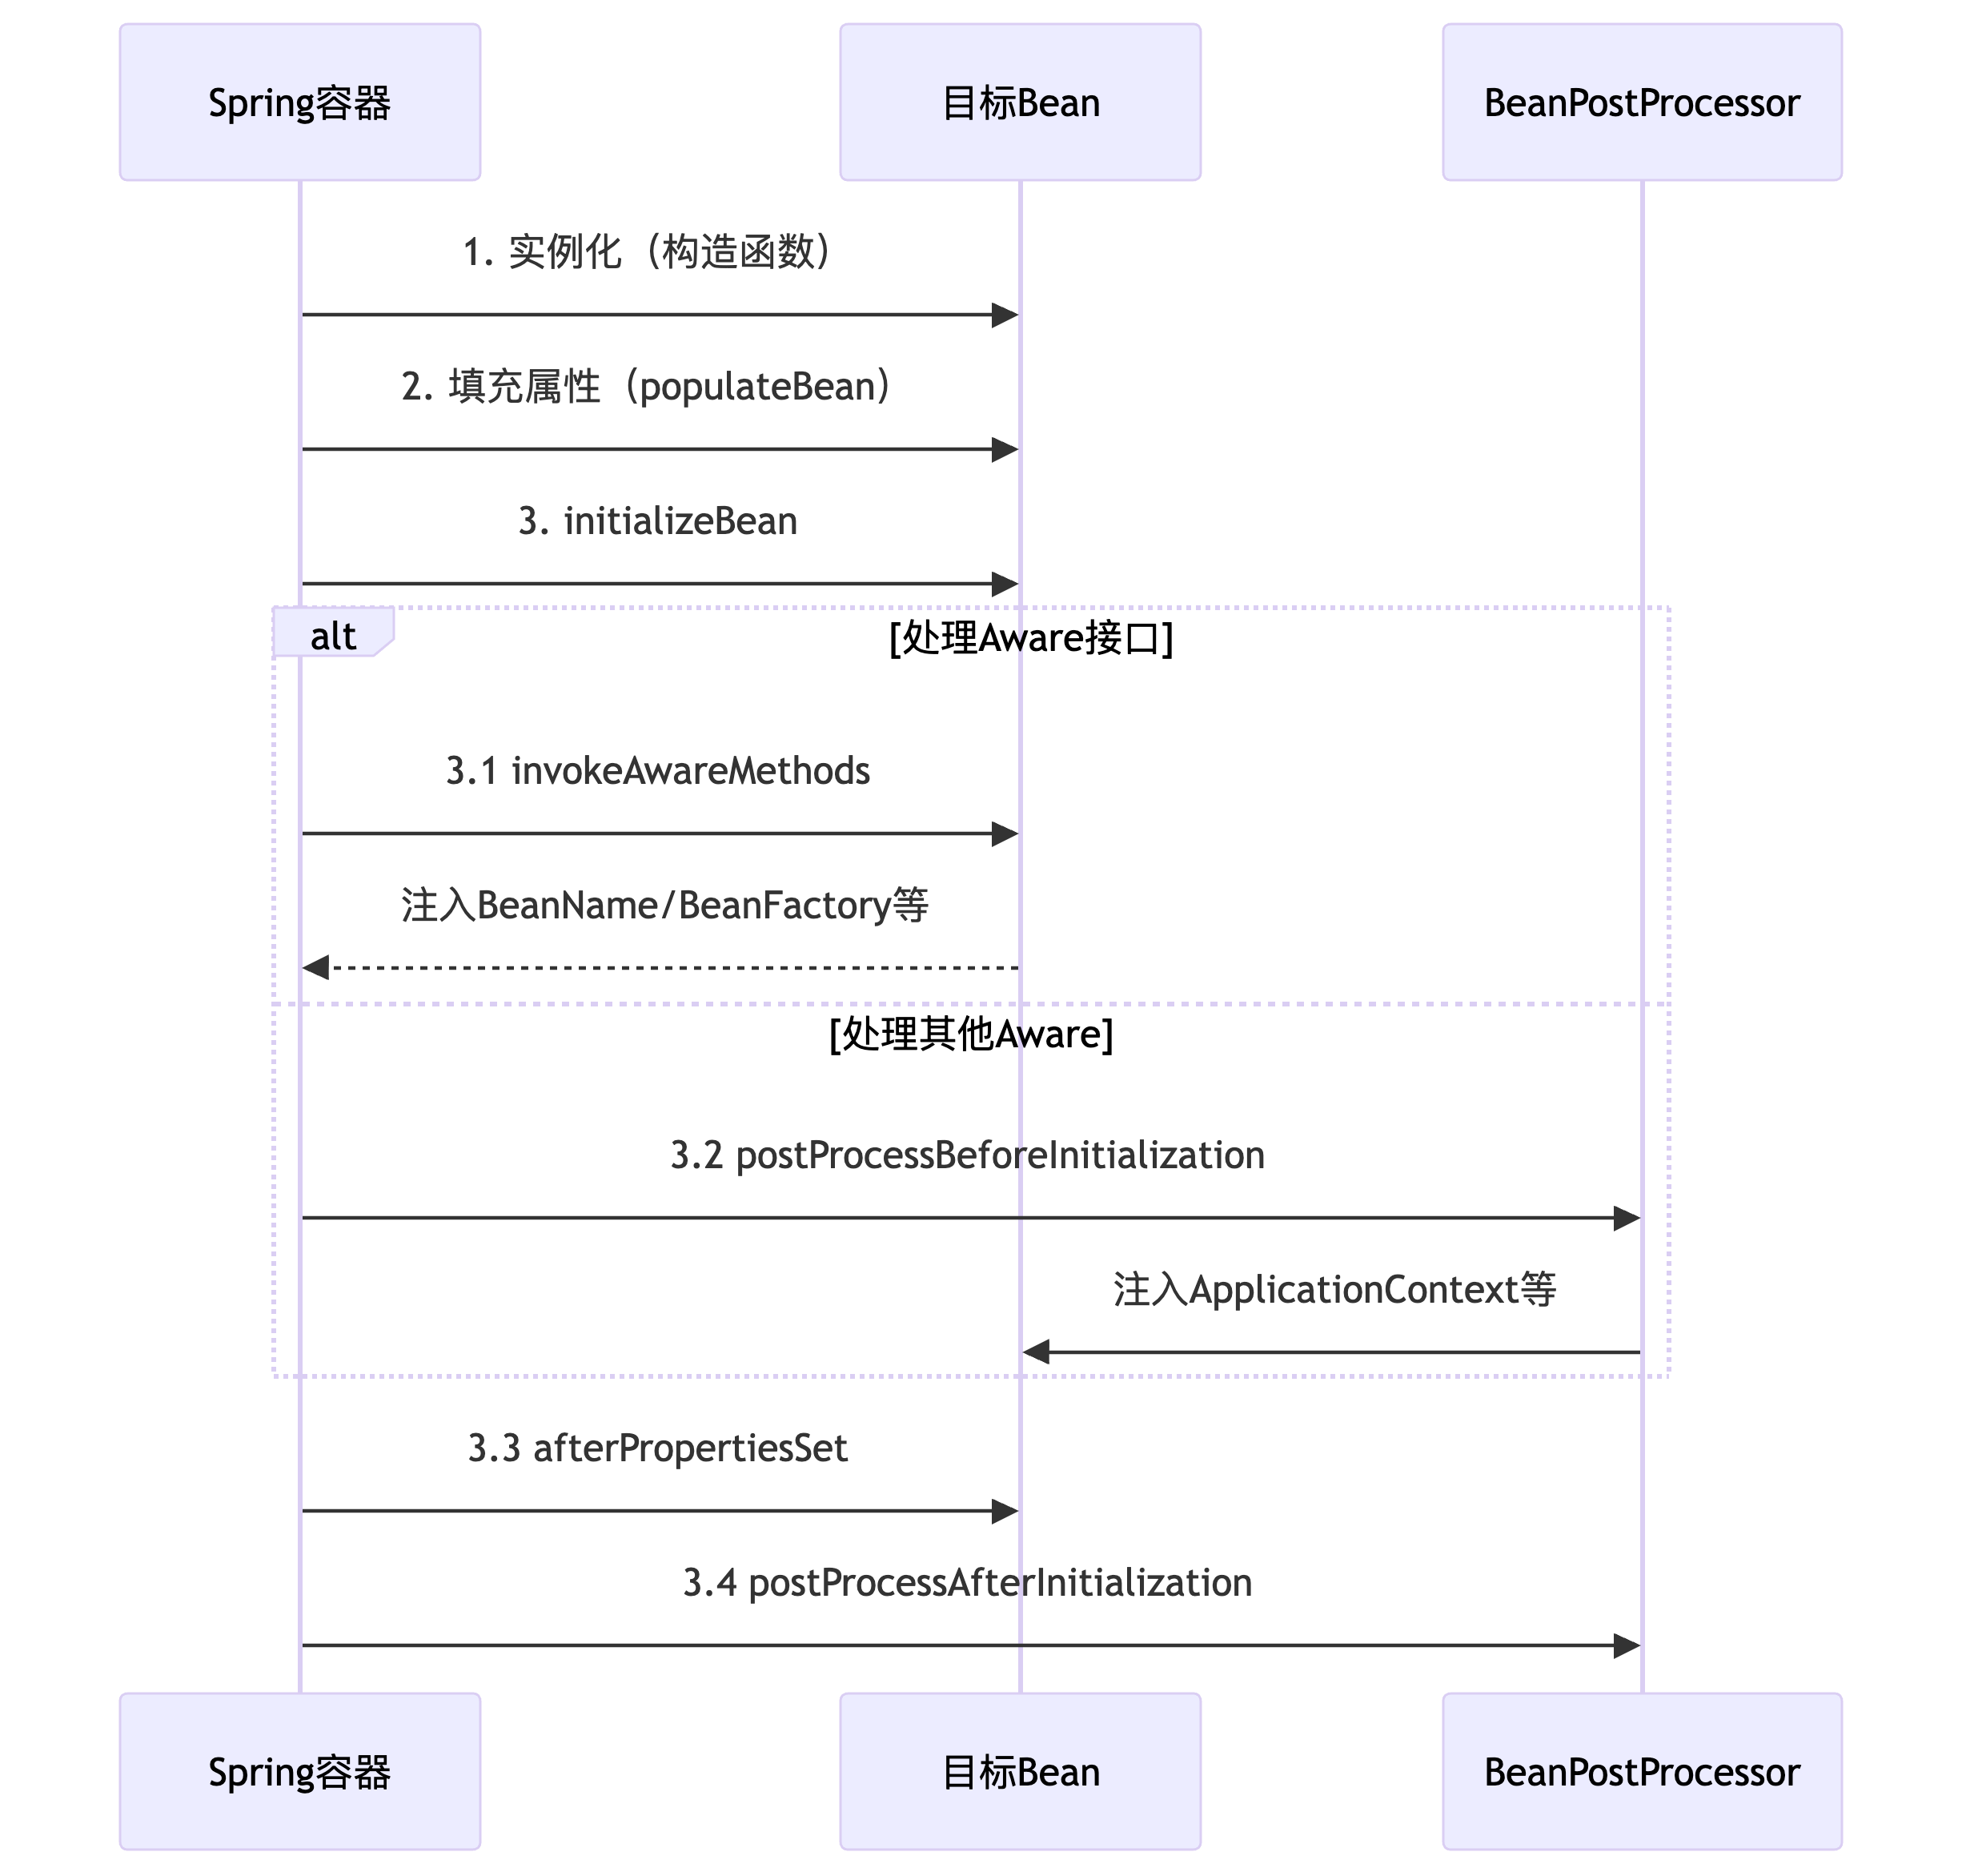 Spring容器
目标Bean
BeanPostProcessor
1. 实例化（构造函数）
2. 填充属性（populateBean）
3. initializeBean
alt
[处理Aware接口]
3.1 invokeAwareMethods
注入BeanName/BeanFactory等
[处理其他Aware]
3.2 postProcessBeforeInitialization
注入ApplicationContext等
3.3 afterPropertiesSet
3.4 postProcessAfterInitialization
Spring容器
目标Bean
BeanPostProcessor